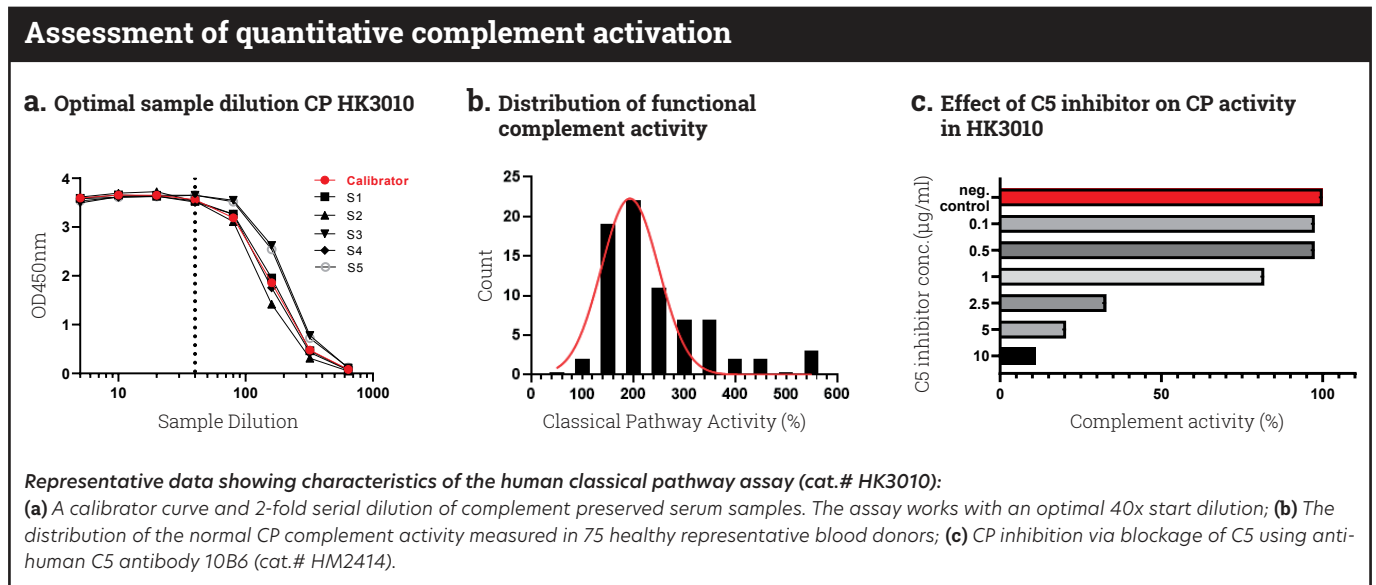 Assessment of quantitative complement activation
a. Optimal sample dilution CP HK3010
4
3
2
1
0
OD450nm
10
100
1000
Sample Dilution
Calibrator
S1
S2
S3
S4
S5
b. Distribution of functional
complement activity
25
20
15
10
5
0
Count
0
100
200
300
400
500
600
Classical Pathway Activity (%)
c. Effect of C5 inhibitor on CP activity
in HK3010
C5 inhibitor conc.(µg/ml)
neg.
control
0.1
0.5
1
2.5
5
10
0
50
100
Complement activity (%)
Representative data showing characteristics of the human classical pathway assay (cat.# HK3010):
(a) A calibrator curve and 2-fold serial dilution of complement preserved serum samples. The assay works with an optimal 40x start dilution; (b) The
distribution of the normal CP complement activity measured in 75 healthy representative blood donors; (c) CP inhibition via blockage of C5 using anti-
human C5 antibody 10B6 (cat.# HM2414).